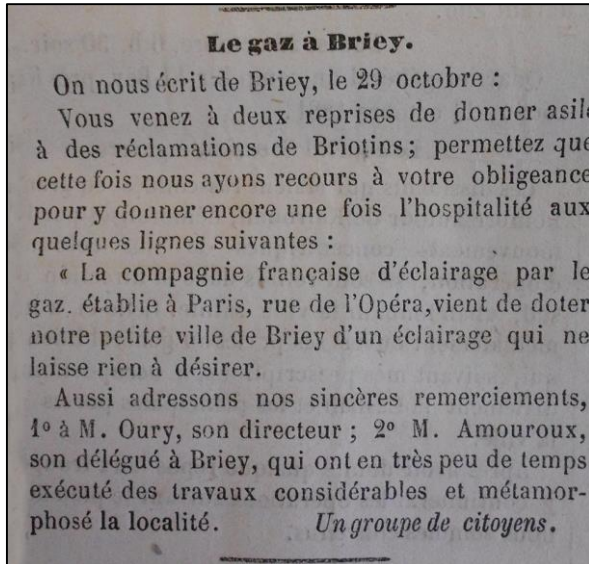 Le gaz à Briey.
On nous écrit de Briey, le 29 octobre :
Vous venez à deux reprises de donner asile
à des réclamations de Briotins ; permettez que
cette fois nous ayons recours à votre obligeance
pour y donner encore une fois l'hospitalité aux
quelques lignes suivantes :
« La compagnie française d'éclairage par le
gaz. établie à Paris, rue de l'Opéra, vient de doter
notre petite ville de Briey d'un éclairage qui ne
laisse rien à désirer.
Aussi adressons nos sincères remerciements,
1º à M. Oury, son directeur ; 2º M. Amouroux,
son délégué à Briey, qui ont en très peu de temps
exécuté des travaux considérables et métamor-
phosé la localité. Un groupe de citoyens.